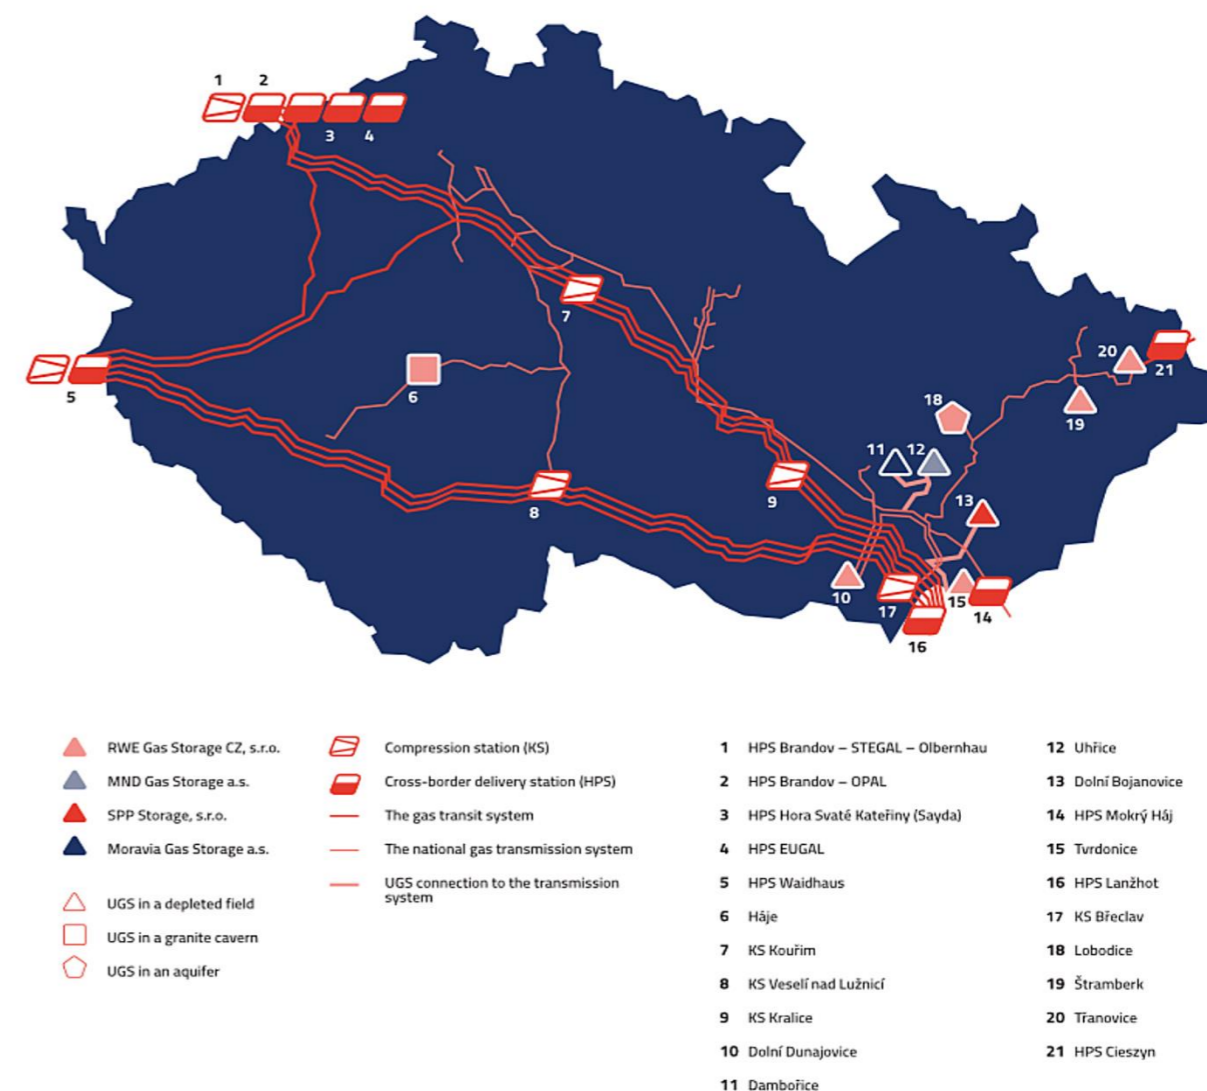 1
2
3
4
5
6
7
8
9
10
11
12
13
14
15
16
17
18
19
20
21
RWE Gas Storage CZ, s.r.o.
MND Gas Storage a.s.
SPP Storage, s.r.o.
Moravia Gas Storage a.s.
UGS in a depleted field
UGS in a granite cavern
UGS in an aquifer
Compression station (KS)
Cross-border delivery station (HPS)
The gas transit system
The national gas transmission system
UGS connection to the transmission
system
1 HPS Brandov – STEGAL – Olbernhau
2 HPS Brandov – OPAL
3 HPS Hora Svaté Kateřiny (Sayda)
4 HPS EUGAL
5 HPS Waidhaus
6 Háje
7 KS Kouřim
8 KS Veselí nad Lužnicí
9 KS Kralice
10 Dolní Dunajovice
11 Dambořice
12 Uhřice
13 Dolní Bojanovice
14 HPS Mokrý Háj
15 Tvrdonice
16 HPS Lanžhot
17 KS Břeclav
18 Lobodice
19 Štramberk
20 Třanovice
21 HPS Cieszyn